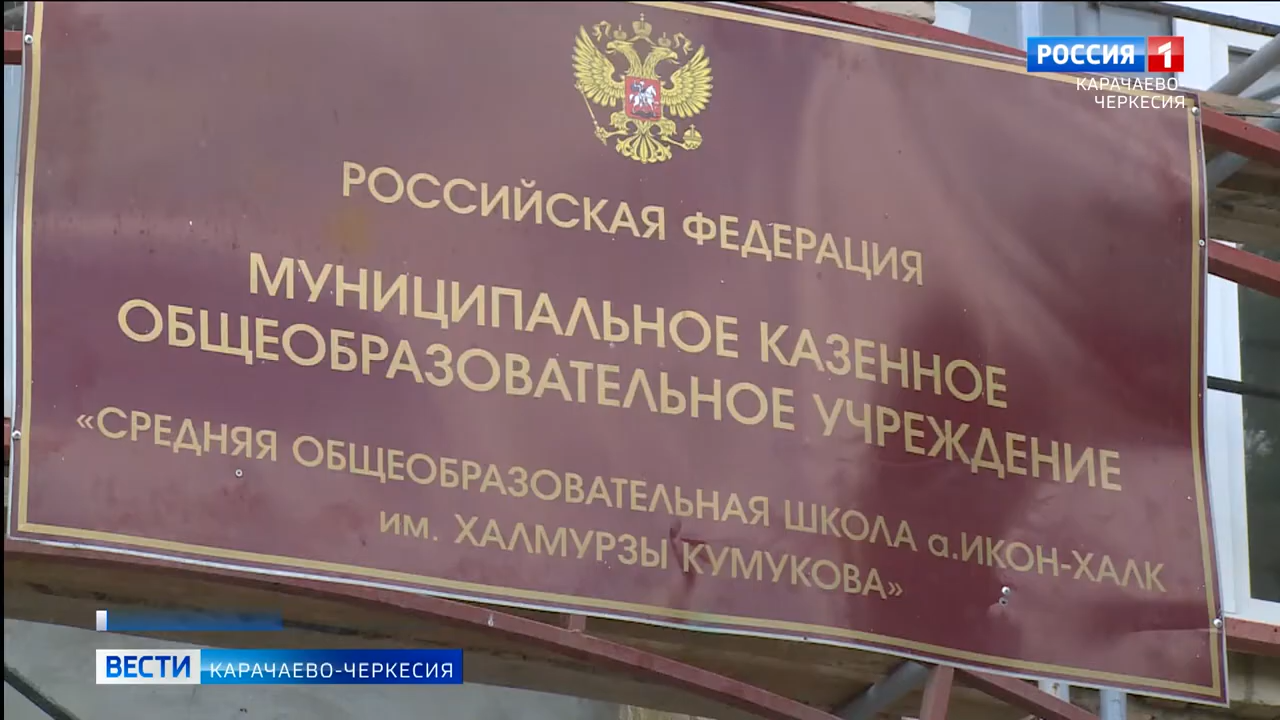 РОССИЯ 1
КАРАЧАЕВО
ЧЕРКЕСИЯ
РОССИЙСКАЯ ФЕДЕРАЦИЯ
МУНИЦИПАЛЬНОЕ КАЗЕННОЕ
ОБЩЕОБРАЗОВАТЕЛЬНОЕ УЧРЕЖДЕНИЕ
«СРЕДНЯЯ ОБЩЕОБРАЗОВАТЕЛЬНАЯ ШКОЛА а.ИКОН-ХАЛК
им. ХАЛМУРЗЫ КУМУКОВА»
ВЕСТИ КАРАЧАЕВО-ЧЕРКЕСИЯ